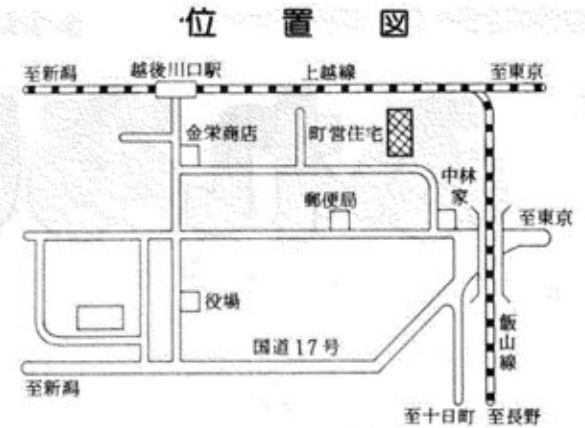 位置図
至新潟
越後川口駅
上越線
至東京
金栄商店
町営住宅
中林家
郵便局
至東京
役場
国道17号
飯山線
至新潟
至十日町
至長野